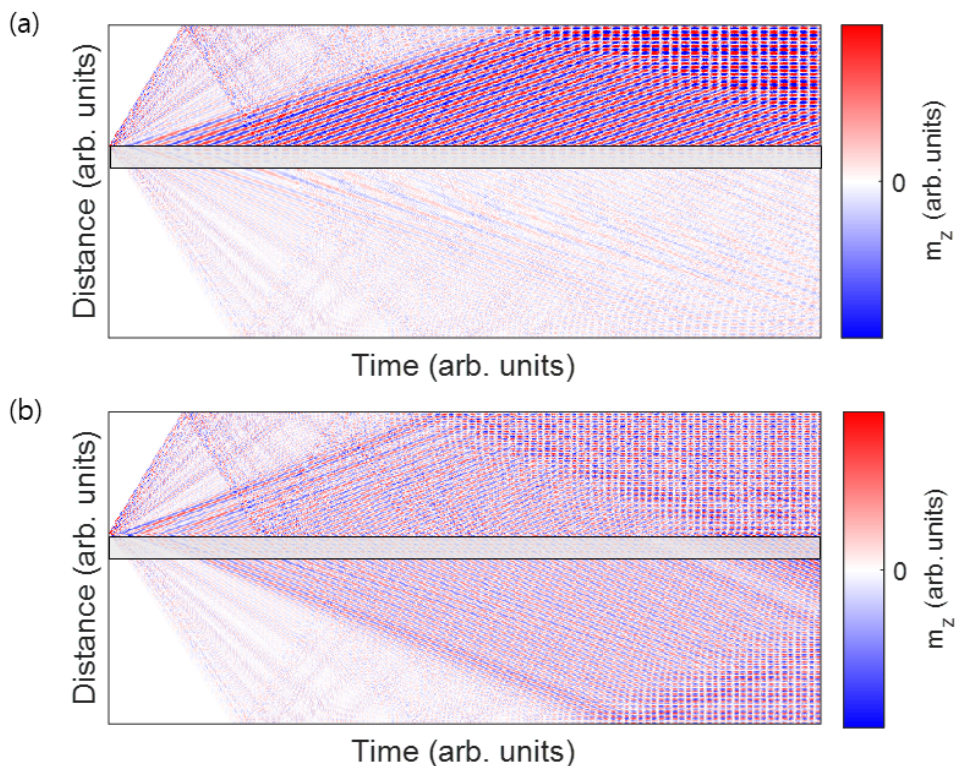 (a)
Distance (arb. units)
Time (arb. units)
0
m_z (arb. units)
(b)
Distance (arb. units)
Time (arb. units)
0
m_z (arb. units)